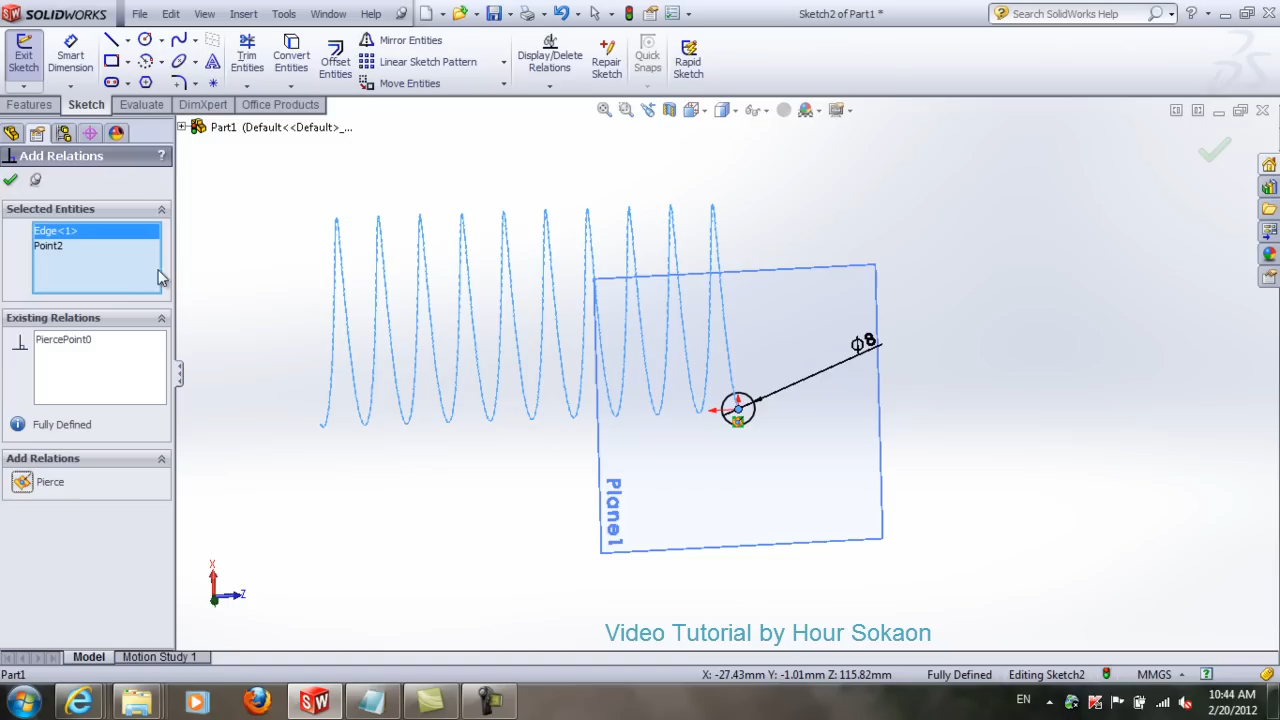 SOLIDWORKS File Edit View Insert Tools Window Help Sketch2 of Part1 * Search SolidWorks Help
Exit Sketch Smart Dimension Trim Entities Convert Entities Offset Entities Mirror Entities Linear Sketch Pattern Move Entities Display/Delete Relations Repair Sketch Quick Snaps Rapid Sketch
Features Sketch Evaluate DimXpert Office Products
Part1 (Default<<Default>_...
Add Relations ?
Selected Entities
Edge<1>
Point2
Existing Relations
PiercePoint0
Fully Defined
Add Relations
Pierce
ϕ8
Plane1
X
Z
Video Tutorial by Hour Sokaon
Model Motion Study 1
Part1 X: -27.43mm Y: -1.01mm Z: 115.82mm Fully Defined Editing Sketch2 MMGS ?
EN 10:44 AM
2/20/2012